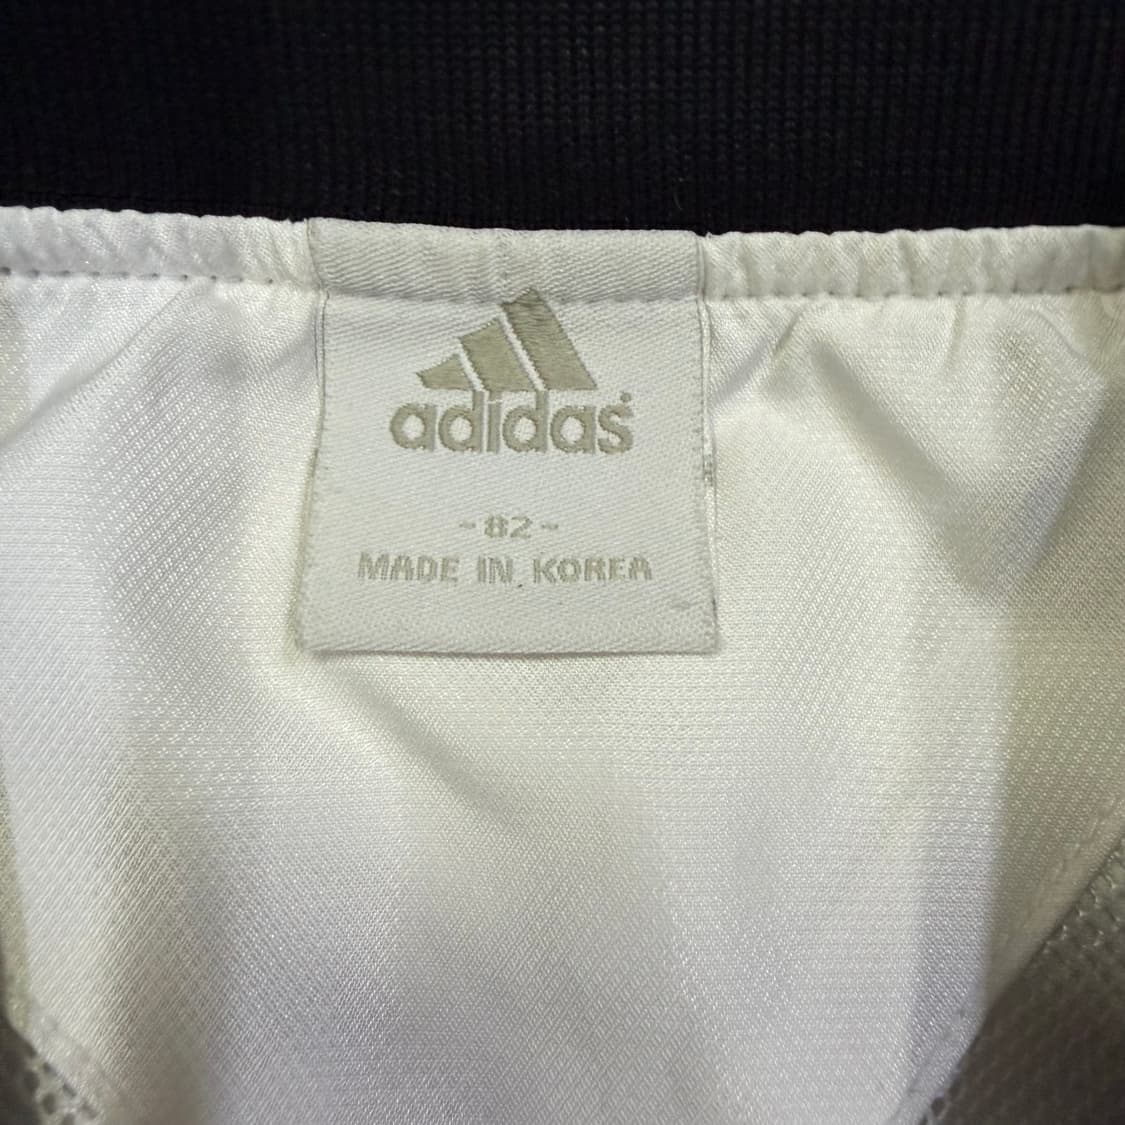 adidas
-82-
MADE IN KOREA